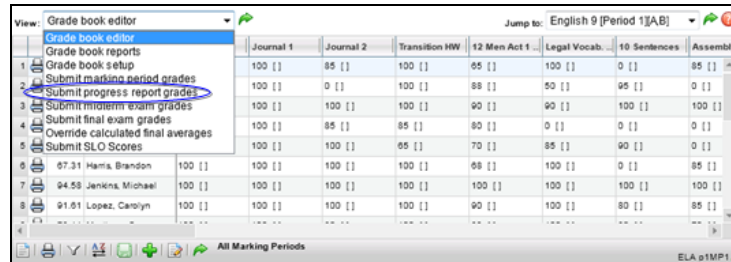 View: Grade book editor Jump to: English 9 [Period 1][A,B]
Grade book editor
Grade book reports
Grade book setup
Submit marking period grades
Submit progress report grades
Submit midterm exam grades
Submit final exam grades
Override calculated final averages
Submit SLO Scores
Journal 1 Journal 2 Transition HW 12 Men Act 1 ... Legal Vocab. ... 10 Sentences Assembl
1 100 [] 85 [] 100 [] 65 [] 100 [] 0 [] 85 []
2 100 [] 0 [] 100 [] 88 [] 50 [] 95 [] 0 []
3 100 [] 100 [] 100 [] 90 [] 90 [] 100 [] 100 []
4 100 [] 85 [] 85 [] 80 [] 0 [] 0 [] 0 []
5 100 [] 100 [] 65 [] 70 [] 85 [] 90 [] 0 []
6 67.31 Harris, Brandon 100 [] 100 [] 100 [] 100 [] 68 [] 100 [] 0 [] 85 []
7 94.58 Jenkins, Michael 100 [] 100 [] 100 [] 100 [] 100 [] 100 [] 100 [] 100 []
8 91.61 Lopez, Carolyn 100 [] 100 [] 100 [] 100 [] 90 [] 100 [] 80 [] 85 []
All Marking Periods
ELA p1MP1